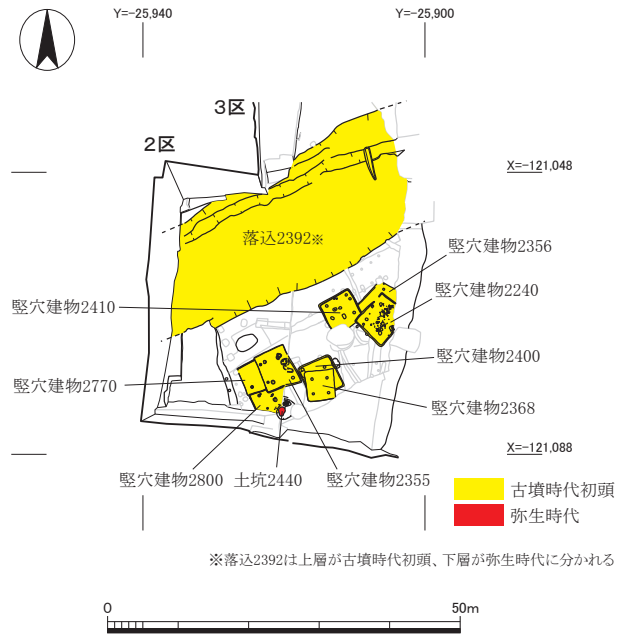 Y=-25,940
Y=-25,900
3区
2区
X=-121,048
落込2392※
竪穴建物2356
竪穴建物2240
竪穴建物2410
竪穴建物2400
竪穴建物2770
竪穴建物2368
X=-121,088
竪穴建物2800
土坑2440
竪穴建物2355
古墳時代初頭
弥生時代
※落込2392は上層が古墳時代初頭、下層が弥生時代に分かれる
0
50m